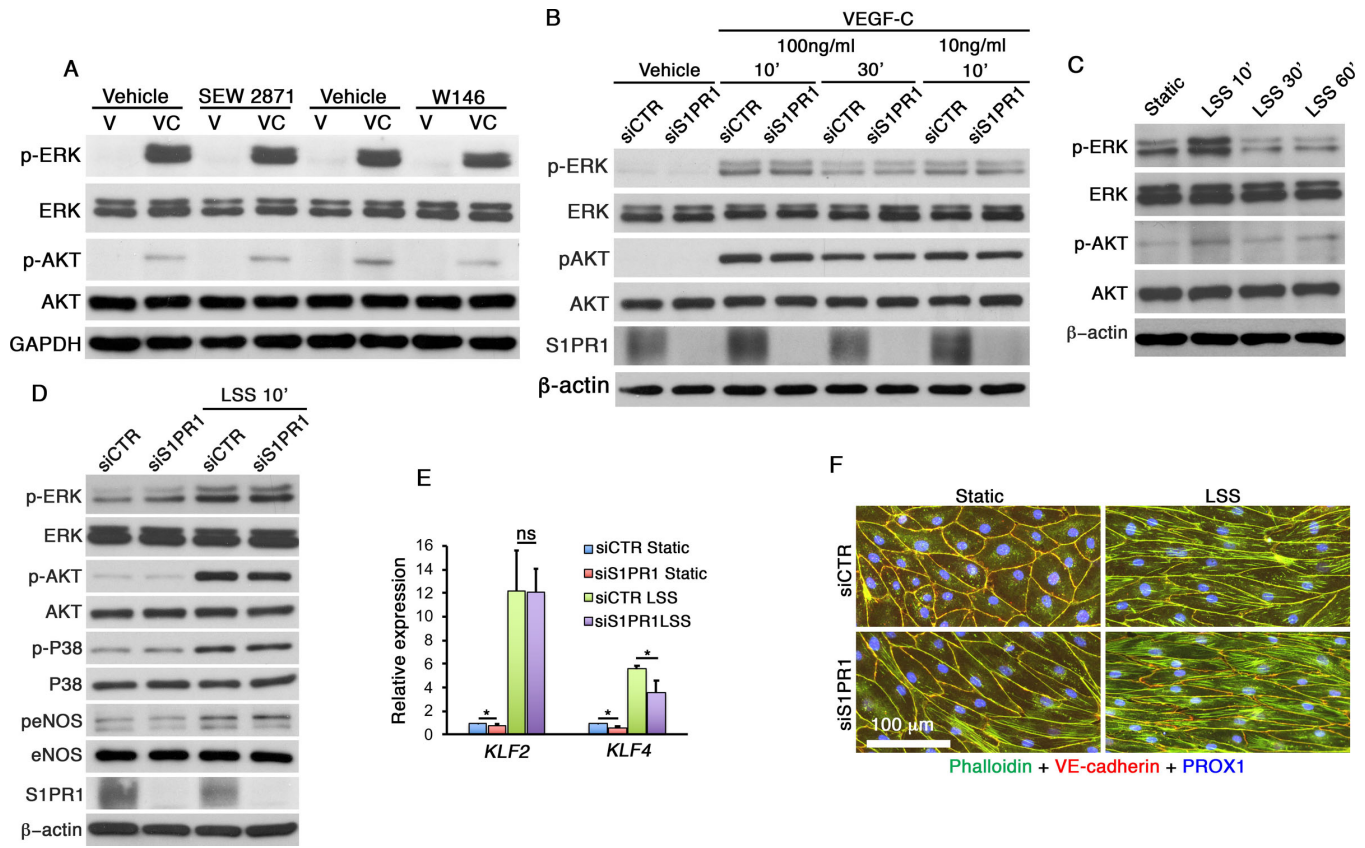 A
Vehicle SEW 2871 Vehicle W146
V VC V VC V VC V VC
p-ERK
ERK
p-AKT
AKT
GAPDH
B
VEGF-C
100ng/ml 10ng/ml
Vehicle 10’ 30’ 10’
siCTR siS1PR1 siCTR siS1PR1 siCTR siS1PR1 siCTR siS1PR1
p-ERK
ERK
pAKT
AKT
S1PR1
β-actin
C
Static LSS 10’ LSS 30’ LSS 60’
p-ERK
ERK
p-AKT
AKT
β-actin
D
LSS 10’
siCTR siS1PR1 siCTR siS1PR1
p-ERK
ERK
p-AKT
AKT
p-P38
P38
peNOS
eNOS
S1PR1
β-actin
E
Relative expression
16
14
12
10
8
6
4
2
0
ns
* * *
KLF2 KLF4
siCTR Static
siS1PR1 Static
siCTR LSS
siS1PR1LSS
F
Static LSS
siCTR
siS1PR1
100 μm
Phalloidin + VE-cadherin + PROX1